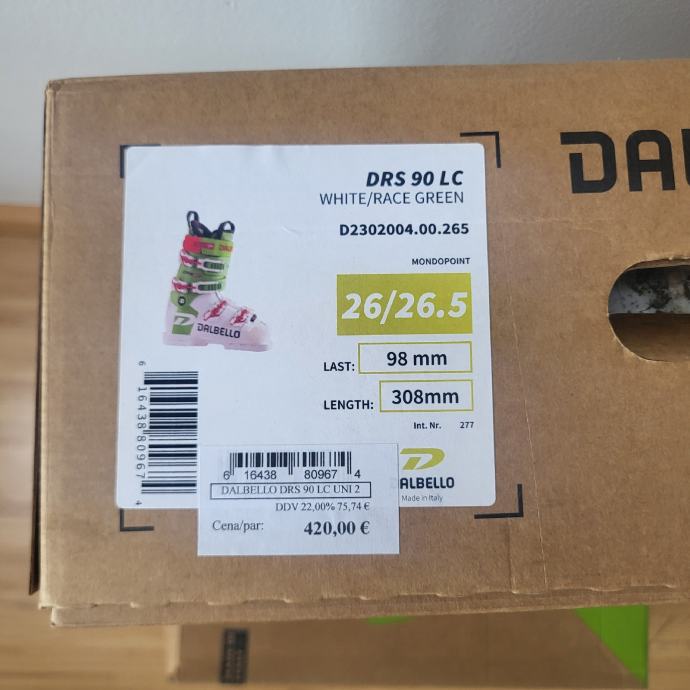 DRS 90 LC
WHITE/RACE GREEN
D2302004.00.265
MONDOPOINT
26/26.5
LAST: 98 mm
LENGTH: 308mm
Int. Nr. 277
DALBELLO
6 16438 80967 4
6 16438 80967 4
DALBELLO DRS 90 LC UNI 2
DDV 22,00% 75,74 €
Cena/par: 420,00 €
ALBELLO
Made in Italy
DAL